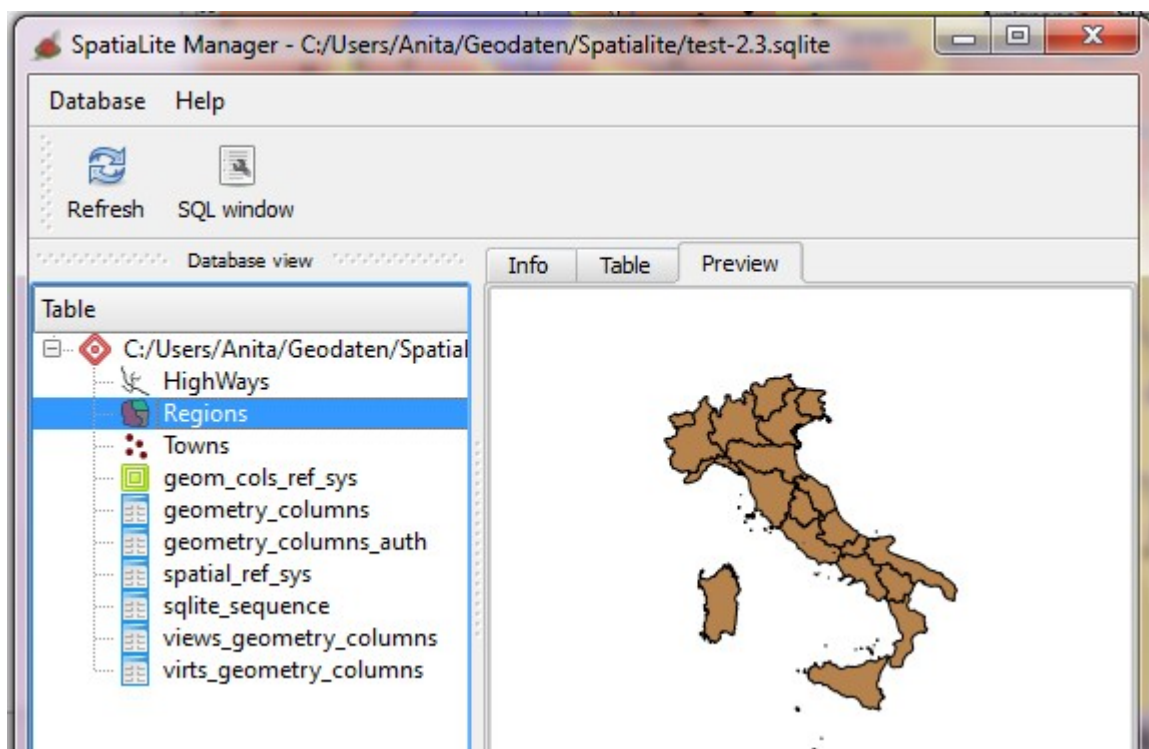 SpatiaLite Manager - C:/Users/Anita/Geodaten/Spatialite/test-2.3.sqlite
Database Help
Refresh SQL window
Database view
Info Table Preview
Table
C:/Users/Anita/Geodaten/Spatial
HighWays
Regions
Towns
geom_cols_ref_sys
geometry_columns
geometry_columns_auth
spatial_ref_sys
sqlite_sequence
views_geometry_columns
virts_geometry_columns